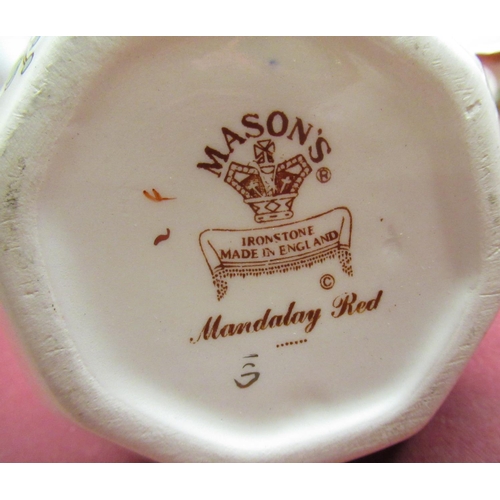 MASON'S
®
IRONSTONE
MADE IN ENGLAND
©
Mandalay Red